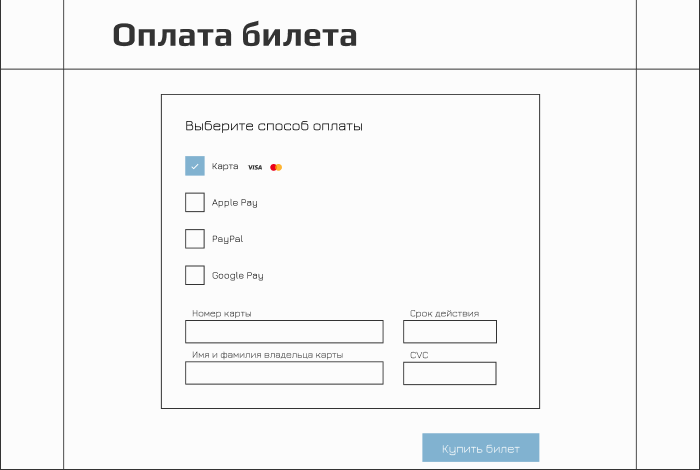 Оплата билета
Выберите способ оплаты
Карта VISA
Apple Pay
PayPal
Google Pay
Номер карты
Срок действия
Имя и фамилия владельца карты
CVC
Купить билет